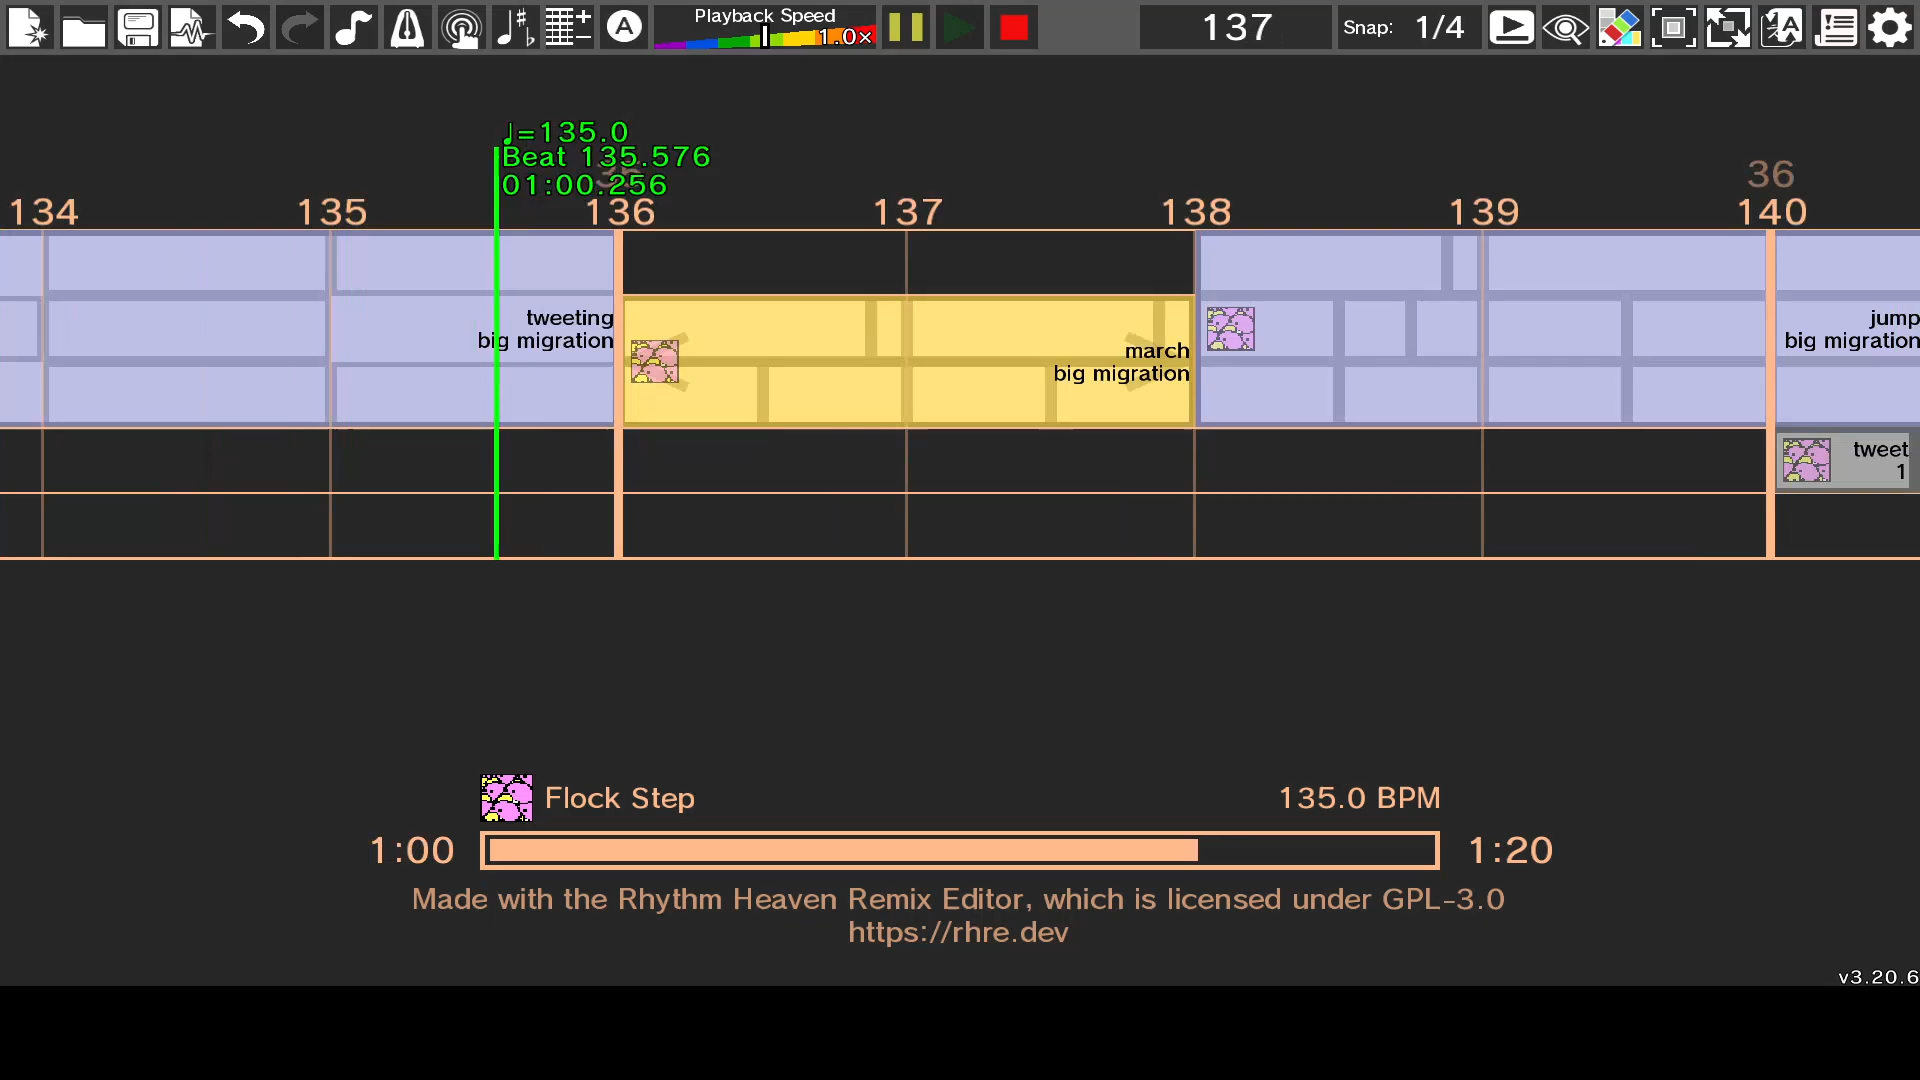 Playback Speed
1.0×
137
Snap: 1/4
A
A
♩=135.0
Beat 135.576
01:00.256
36
134
135
136
137
138
139
140
tweeting
big migration
march
big migration
jump
big migration
tweet
1
Flock Step
135.0 BPM
1:00
1:20
Made with the Rhythm Heaven Remix Editor, which is licensed under GPL-3.0
https://rhre.dev
v3.20.6